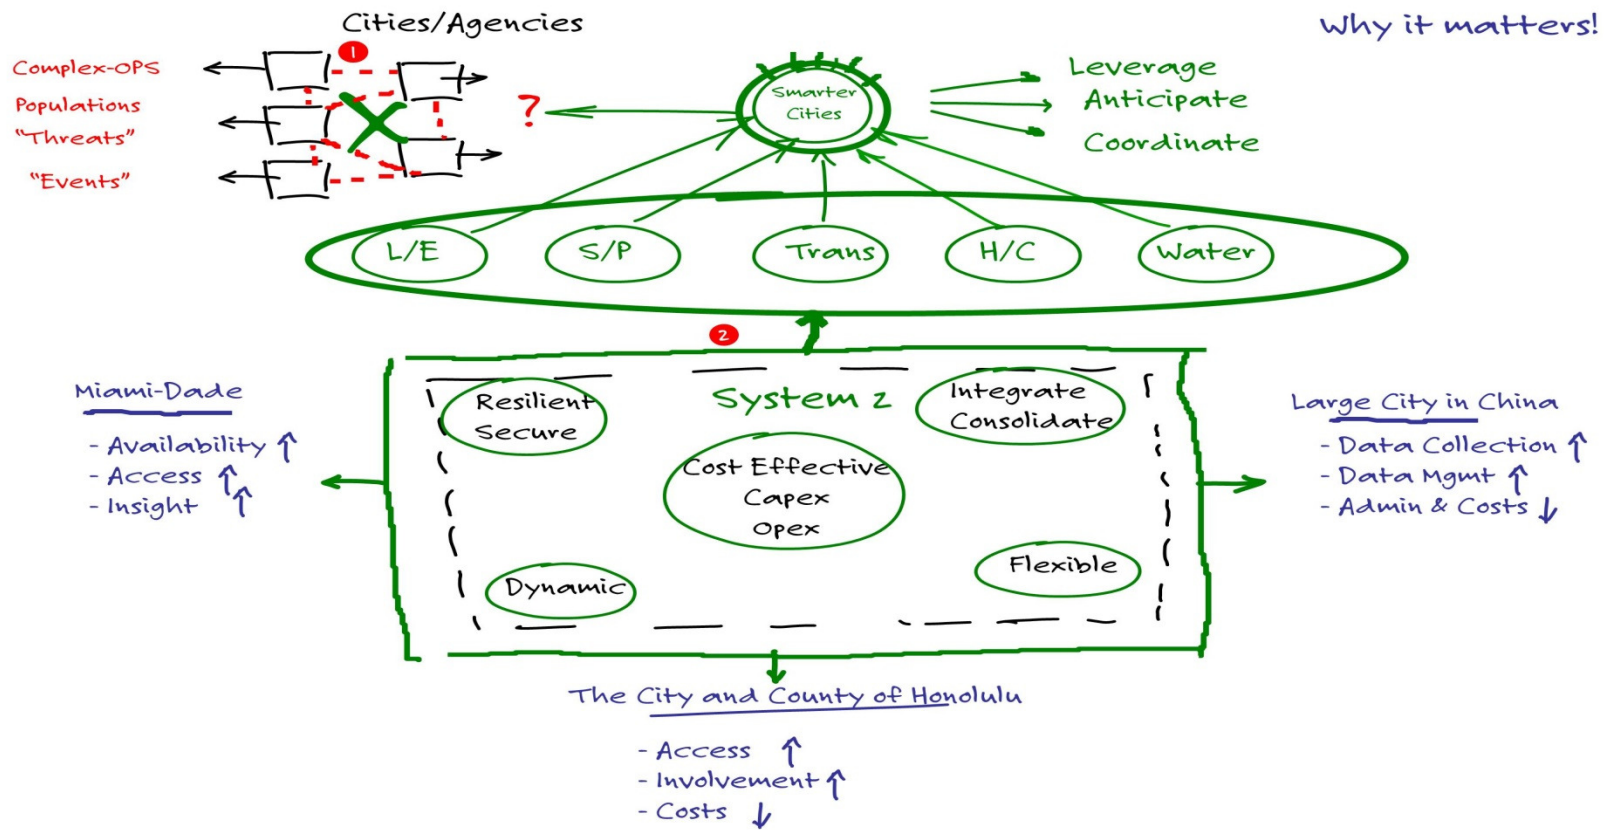 Cities/Agencies
Why it matters!
1
Complex-OPS
Populations
"Threats"
"Events"
?
Smarter
Cities
Leverage
Anticipate
Coordinate
L/E
S/P
Trans
H/C
Water
2
System z
Resilient
Secure
Integrate
Consolidate
Cost Effective
Capex
Opex
Dynamic
Flexible
Miami-Dade
- Availability ↑
- Access ↑
- Insight ↑
Large City in China
- Data Collection ↑
- Data Mgmt ↑
- Admin & Costs ↓
The City and County of Honolulu
- Access ↑
- Involvement ↑
- Costs ↓